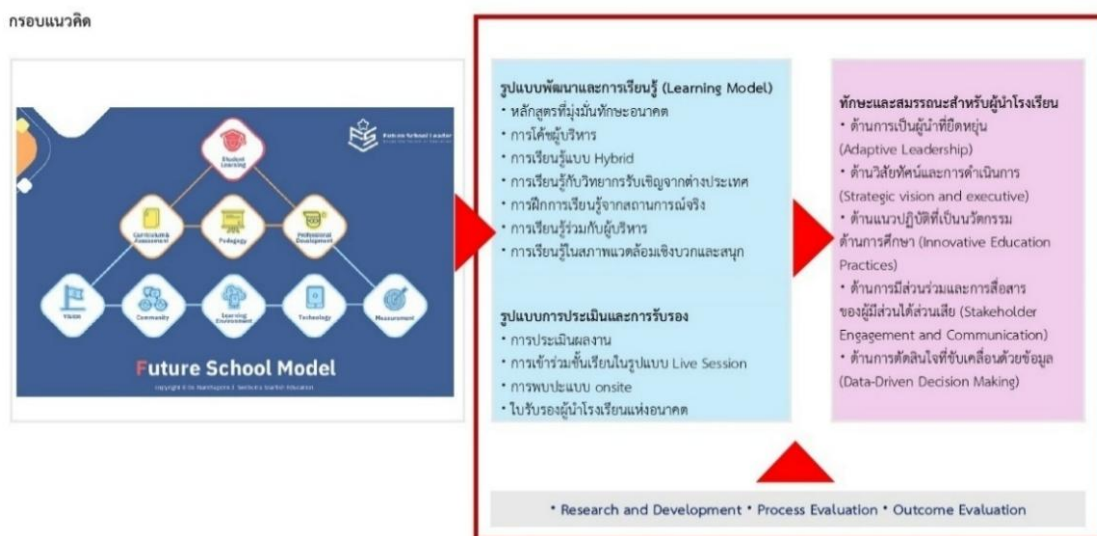 กรอบแนวคิด
Future School Leader
Student
Learning
Curriculum &
Assessment
Pedagogy
Professional
Development
Vision
Community
Learning
Environment
Technology
Measurement
Future School Model
รูปแบบพัฒนาและการเรียนรู้ (Learning Model)
• หลักสูตรที่มุ่งมั่นทักษะอนาคต
• การโค้ชผู้บริหาร
• การเรียนรู้แบบ Hybrid
• การเรียนรู้กับวิทยากรรับเชิญจากต่างประเทศ
• การฝึกการเรียนรู้จากสถานการณ์จริง
• การเรียนรู้ร่วมกับผู้บริหาร
• การเรียนรู้ในสภาพแวดล้อมเชิงบวกและสนุก
รูปแบบการประเมินและการรับรอง
• การประเมินผลงาน
• การเข้าร่วมชั้นเรียนในรูปแบบ Live Session
• การพบปะแบบ onsite
• ใบรับรองผู้นำโรงเรียนแห่งอนาคต
ทักษะและสมรรถนะสำหรับผู้นำโรงเรียน
• ด้านการเป็นผู้นำที่ยืดหยุ่น
(Adaptive Leadership)
• ด้านวิสัยทัศน์และการดำเนินการ
(Strategic vision and executive)
• ด้านแนวปฏิบัติที่เป็นนวัตกรรม
ด้านการศึกษา (Innovative Education
Practices)
• ด้านการมีส่วนร่วมและการสื่อสาร
ของผู้มีส่วนได้ส่วนเสีย (Stakeholder
Engagement and Communication)
• ด้านการตัดสินใจที่ขับเคลื่อนด้วยข้อมูล
(Data-Driven Decision Making)
• Research and Development • Process Evaluation • Outcome Evaluation